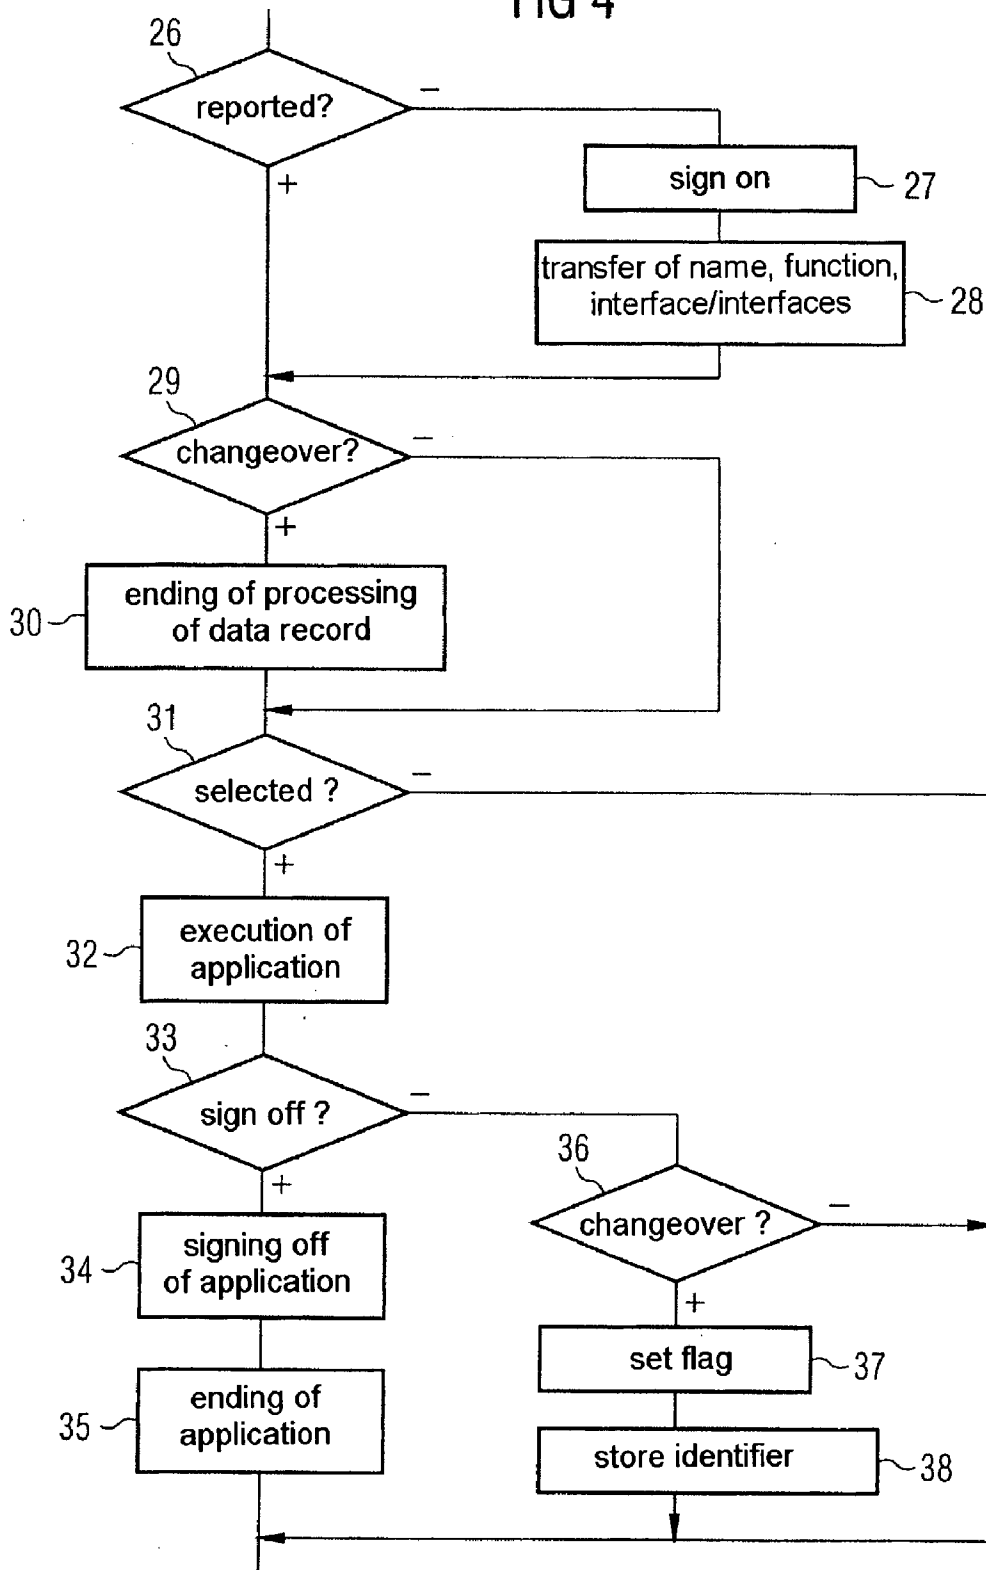 FIG 4
26
reported?
−
+
sign on
27
transfer of name, function,
interface/interfaces
28
29
changeover?
−
+
30
ending of processing
of data record
31
selected ?
−
+
32
execution of
application
33
sign off ?
−
+
36
changeover ?
−
+
34
signing off
of application
set flag
37
35
ending of
application
store identifier
38